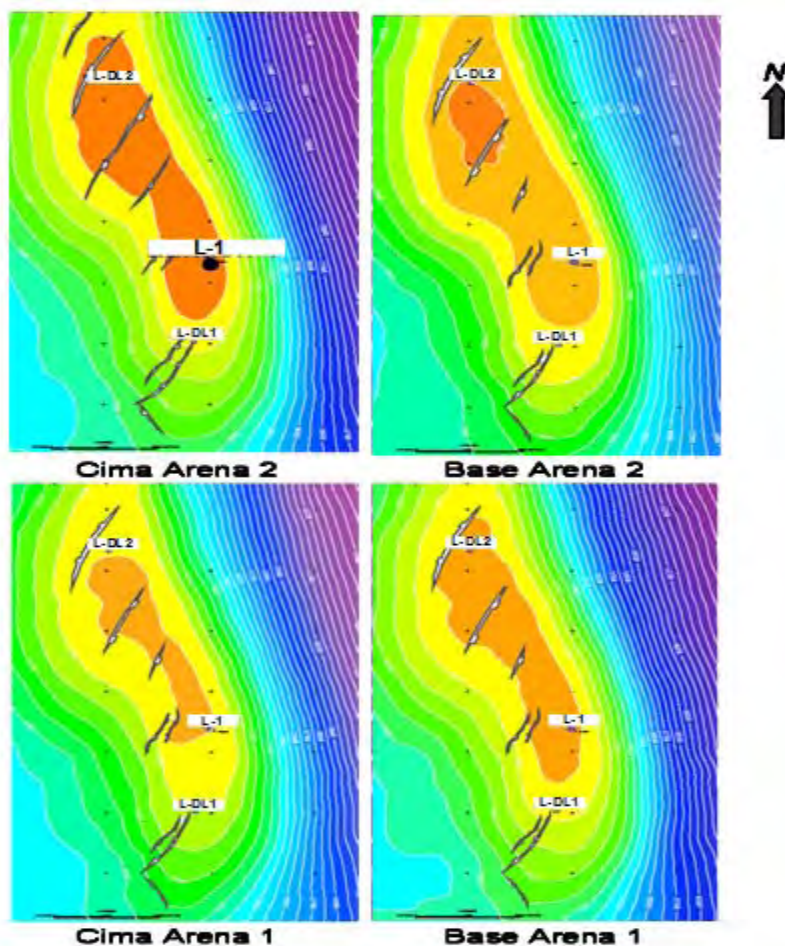 N
L-DL2
L-1
L-DL1
Cima Arena 2
L-DL2
L-1
L-DL1
Base Arena 2
L-DL2
L-1
L-DL1
Cima Arena 1
L-DL2
L-1
L-DL1
Base Arena 1